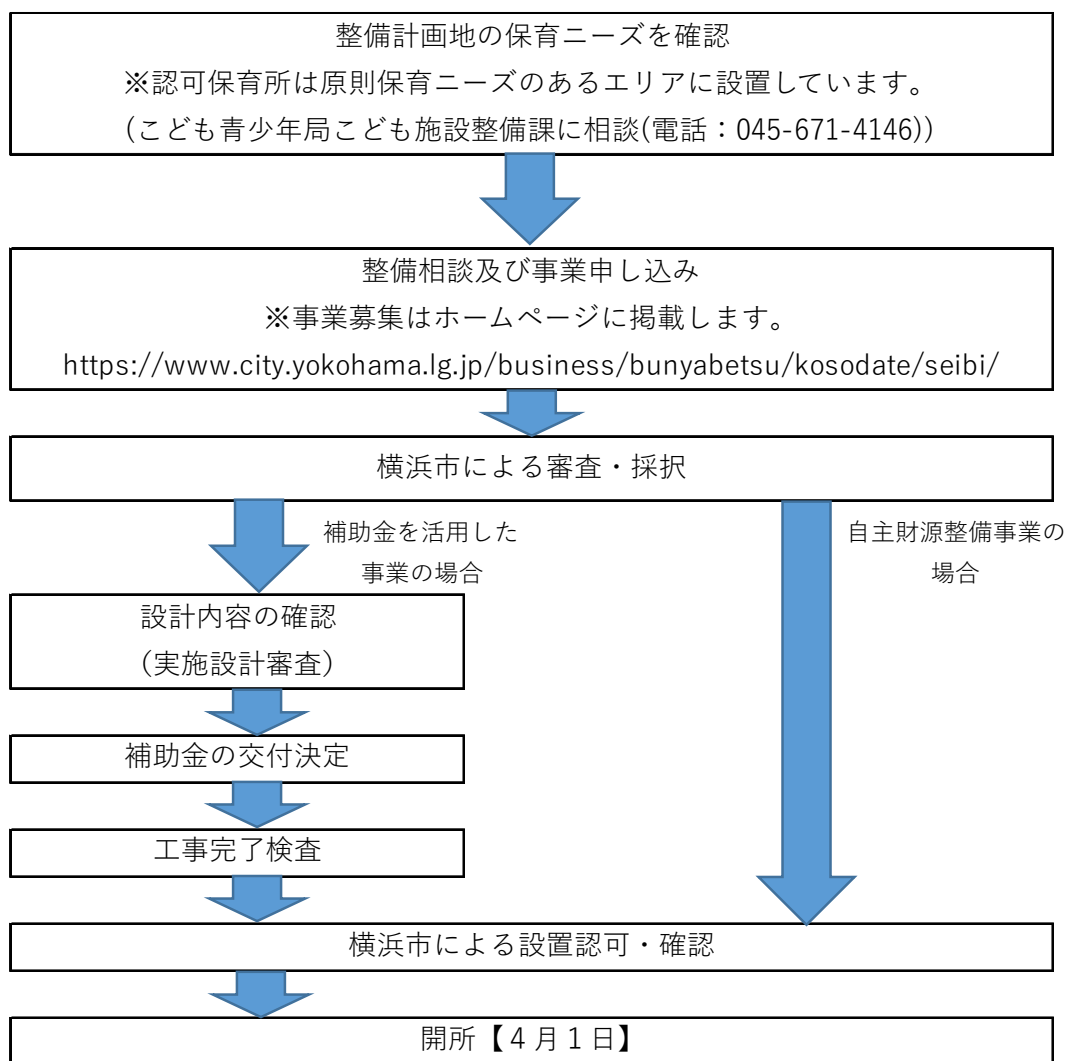 整備計画地の保育ニーズを確認
※認可保育所は原則保育ニーズのあるエリアに設置しています。
(こども青少年局こども施設整備課に相談(電話：045-671-4146))
整備相談及び事業申し込み
※事業募集はホームページに掲載します。
https://www.city.yokohama.lg.jp/business/bunyabetsu/kosodate/seibi/
横浜市による審査・採択
補助金を活用した
事業の場合
自主財源整備事業の
場合
設計内容の確認
（実施設計審査）
補助金の交付決定
工事完了検査
横浜市による設置認可・確認
開所【４月１日】